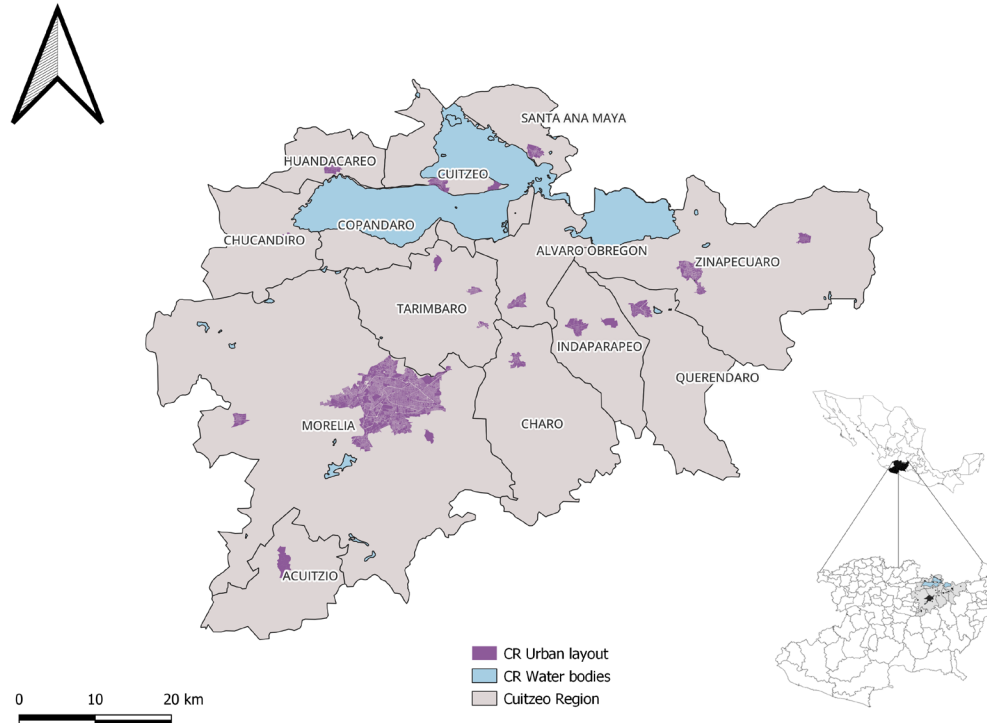 SANTA ANA MAYA
HUANDACAREO
CUITZEO
COPANDARO
CHUCANDIRO
ALVARO OBREGON
ZINAPECUARO
TARIMBARO
INDAPARAPEO
QUERENDARO
MORELIA
CHARO
ACUITZIO
CR Urban layout
CR Water bodies
Cuitzeo Region
0 10 20 km